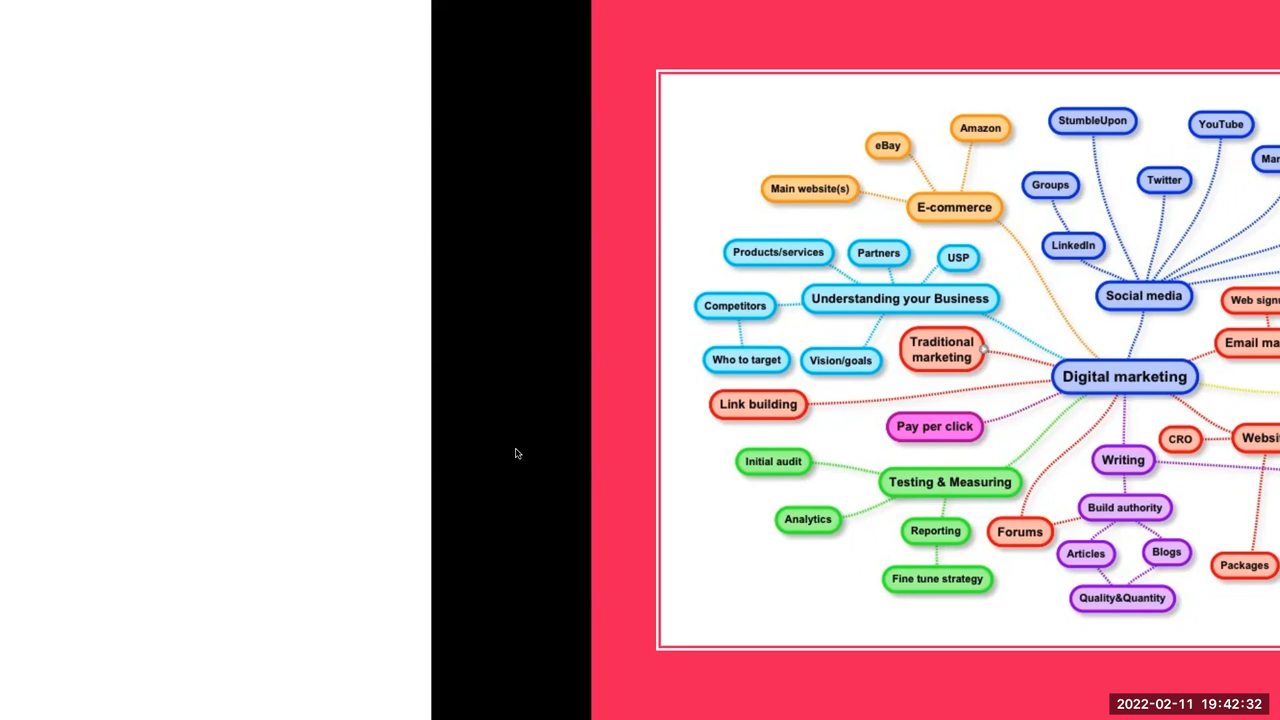 StumbleUpon
YouTube
Amazon
eBay
Groups
Twitter
Main website(s)
E-commerce
LinkedIn
Products/services
Partners
USP
Understanding your Business
Social media
Competitors
Traditional
marketing
Who to target
Vision/goals
Digital marketing
Link building
Pay per click
CRO
Initial audit
Writing
Testing & Measuring
Build authority
Analytics
Reporting
Forums
Articles
Blogs
Packages
Fine tune strategy
Quality&Quantity
Email
Web
2022-02-11 19:42:32